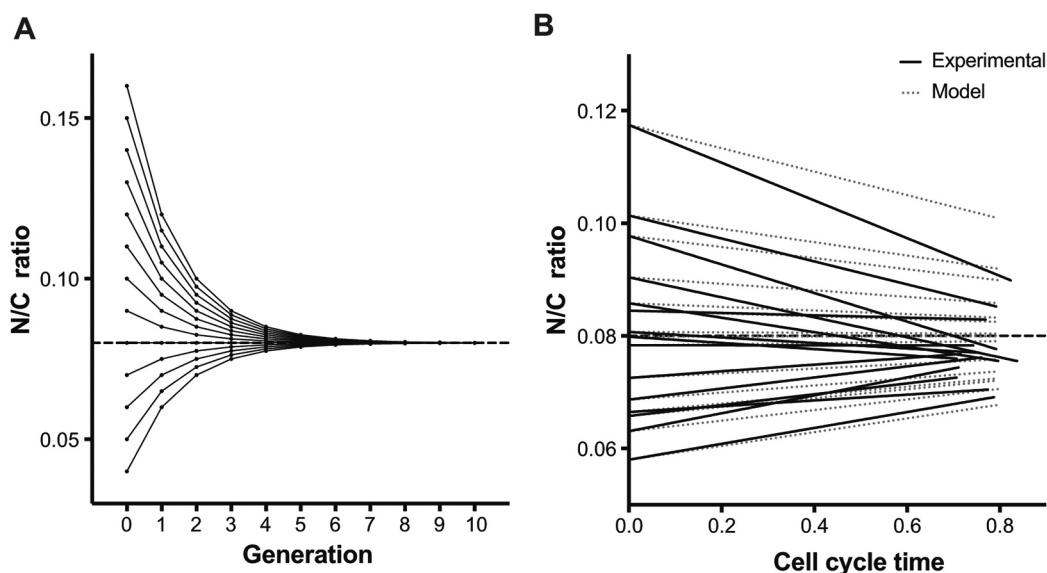 A
N/C ratio
0.15
0.10
0.05
0 1 2 3 4 5 6 7 8 9 10
Generation
B
Experimental
Model
N/C ratio
0.12
0.10
0.08
0.06
0.0 0.2 0.4 0.6 0.8
Cell cycle time